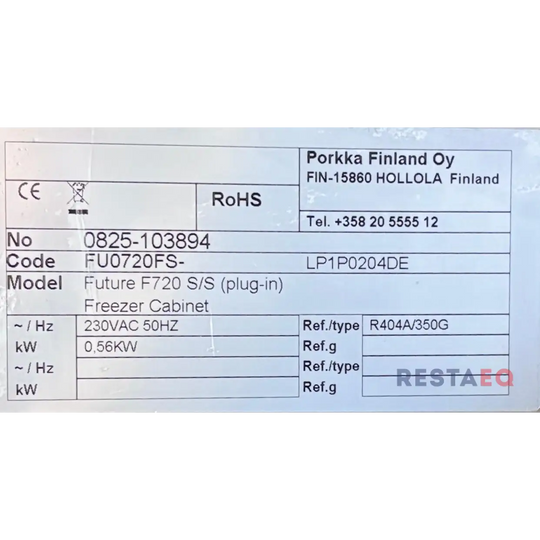 Porkka Finland Oy
FIN-15860 HOLLOLA Finland
CE
RoHS
Tel. +358 20 5555 12
No 0825-103894
Code FU0720FS- LP1P0204DE
Model Future F720 S/S (plug-in)
Freezer Cabinet
~ / Hz 230VAC 50HZ Ref./type R404A/350G
kW 0,56KW Ref.g
~ / Hz Ref./type
kW Ref.g
RESTAEQ